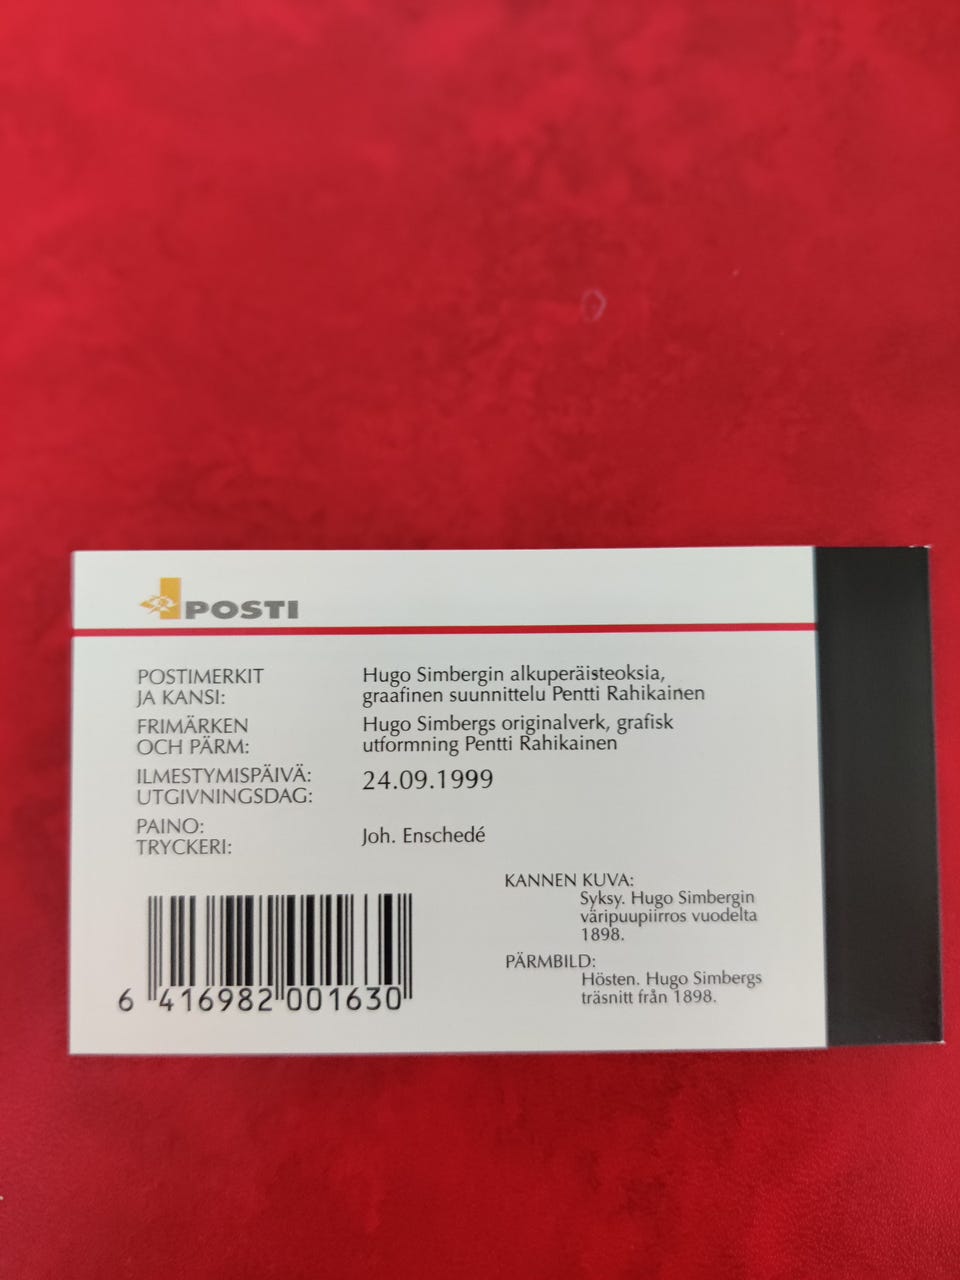 POSTI
POSTIMERKIT
JA KANSI:
Hugo Simbergin alkuperäisteoksia,
graafinen suunnittelu Pentti Rahikainen
FRIMÄRKEN
OCH PÄRM:
Hugo Simbergs originalverk, grafisk
utformning Pentti Rahikainen
ILMESTYMISPÄIVÄ:
UTGIVNINGSDAG:
24.09.1999
PAINO:
TRYCKERI:
Joh. Enschedé
KANNEN KUVA:
Syksy. Hugo Simbergin
väripuupiirros vuodelta
1898.
PÄRMBILD:
Hösten. Hugo Simbergs
träsnitt från 1898.
6 416982 001630